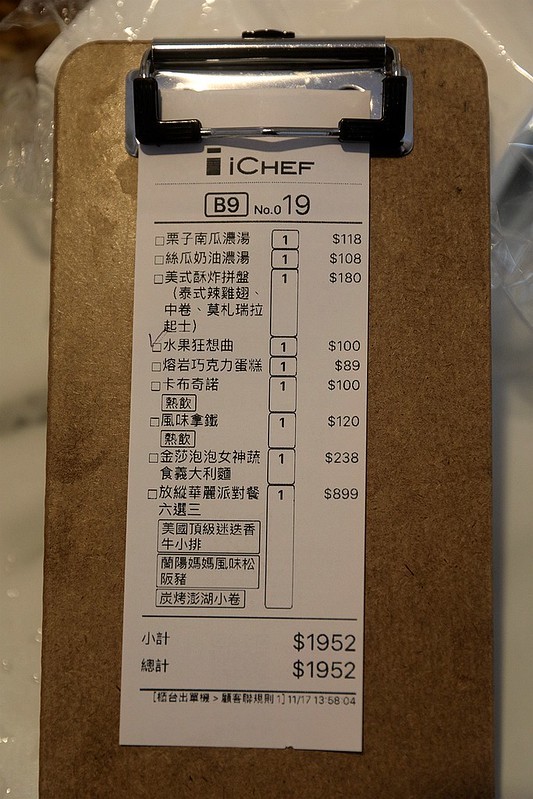 iCHEF
B9 No.019
□栗子南瓜濃湯 1 $118
□絲瓜奶油濃湯 1 $108
□美式酥炸拼盤 1 $180
（泰式辣雞翅、
中卷、莫札瑞拉
起士）
□水果狂想曲 1 $100
□熔岩巧克力蛋糕 1 $89
□卡布奇諾 1 $100
熱飲
□風味拿鐵 1 $120
熱飲
□金莎泡泡女神蔬 1 $238
食義大利麵
□放縱華麗派對餐 1 $899
六選三
美國頂級迷迭香
牛小排
蘭陽媽媽風味松
阪豬
炭烤澎湖小卷
小計 $1952
總計 $1952
[櫃台出單機 > 顧客聯規則 1] 11/17 13:58:04